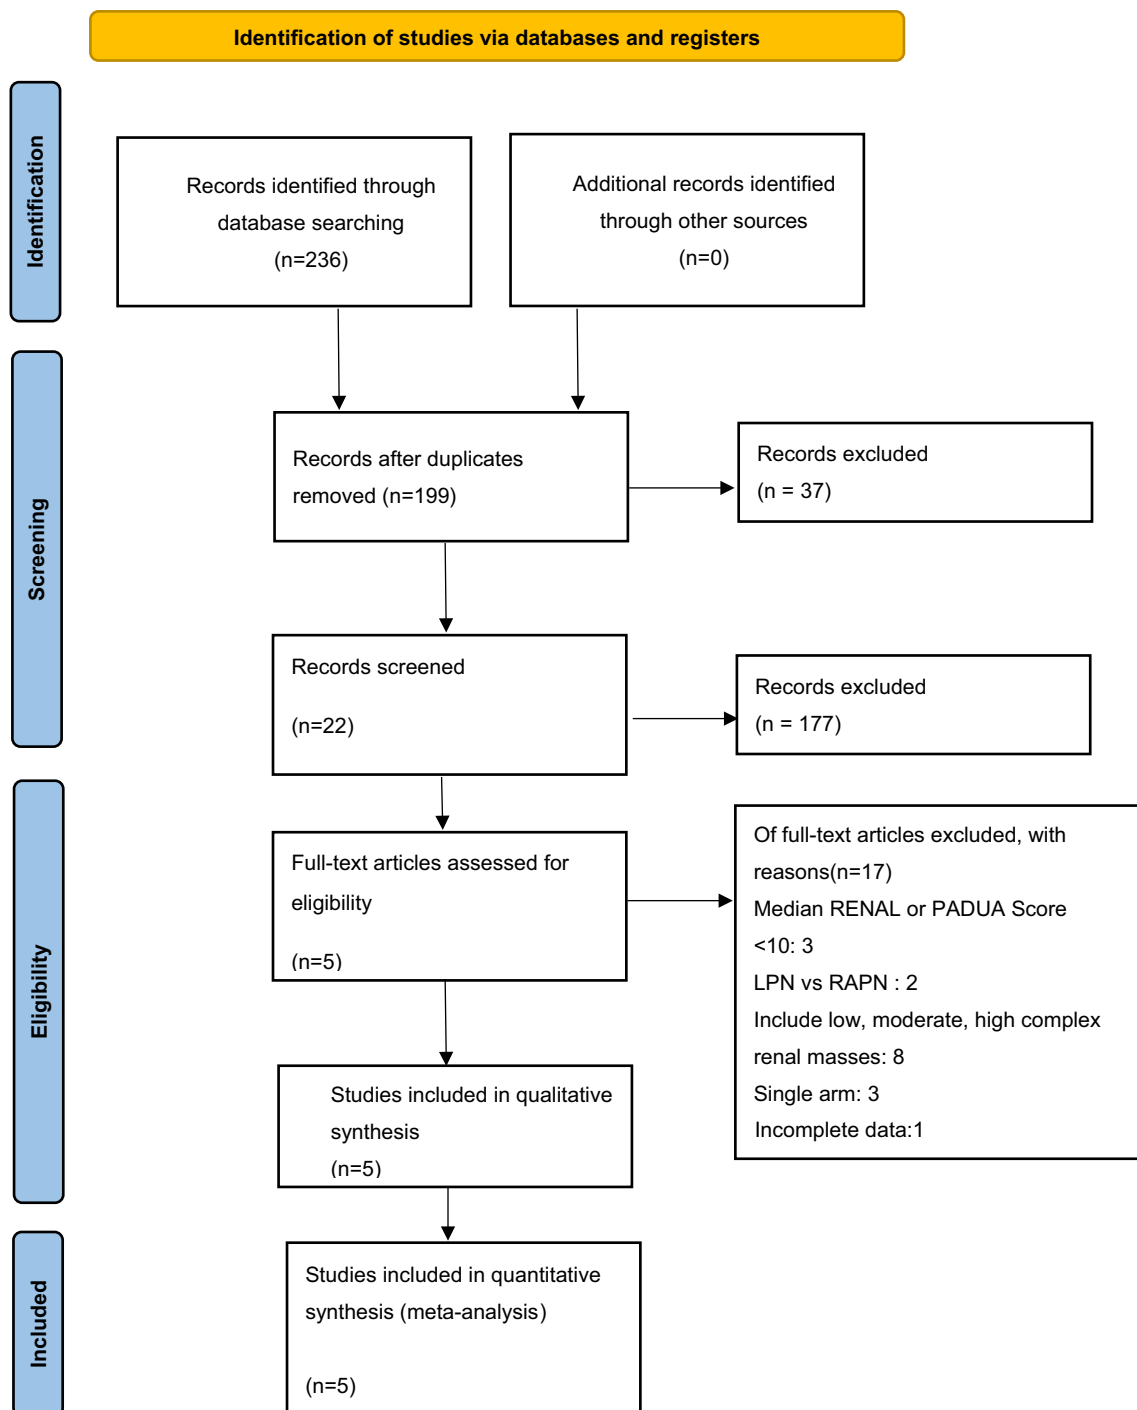 Identification of studies via databases and registers
Identification
Records identified through
database searching
(n=236)
Additional records identified
through other sources
(n=0)
Screening
Records after duplicates
removed (n=199)
Records excluded
(n = 37)
Records screened
(n=22)
Records excluded
(n = 177)
Eligibility
Full-text articles assessed for
eligibility
(n=5)
Of full-text articles excluded, with
reasons(n=17)
Median RENAL or PADUA Score
<10: 3
LPN vs RAPN : 2
Include low, moderate, high complex
renal masses: 8
Single arm: 3
Incomplete data:1
Studies included in qualitative
synthesis
(n=5)
Included
Studies included in quantitative
synthesis (meta-analysis)
(n=5)